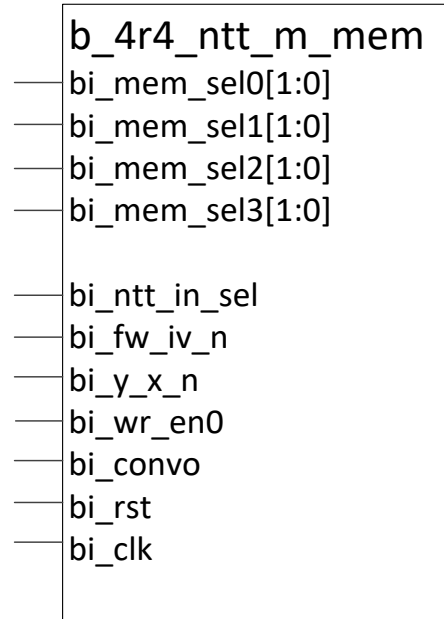 b_4r4_ntt_m_mem
bi_mem_sel0[1:0]
bi_mem_sel1[1:0]
bi_mem_sel2[1:0]
bi_mem_sel3[1:0]
bi_ntt_in_sel
bi_fw_iv_n
bi_y_x_n
bi_wr_en0
bi_convo
bi_rst
bi_clk